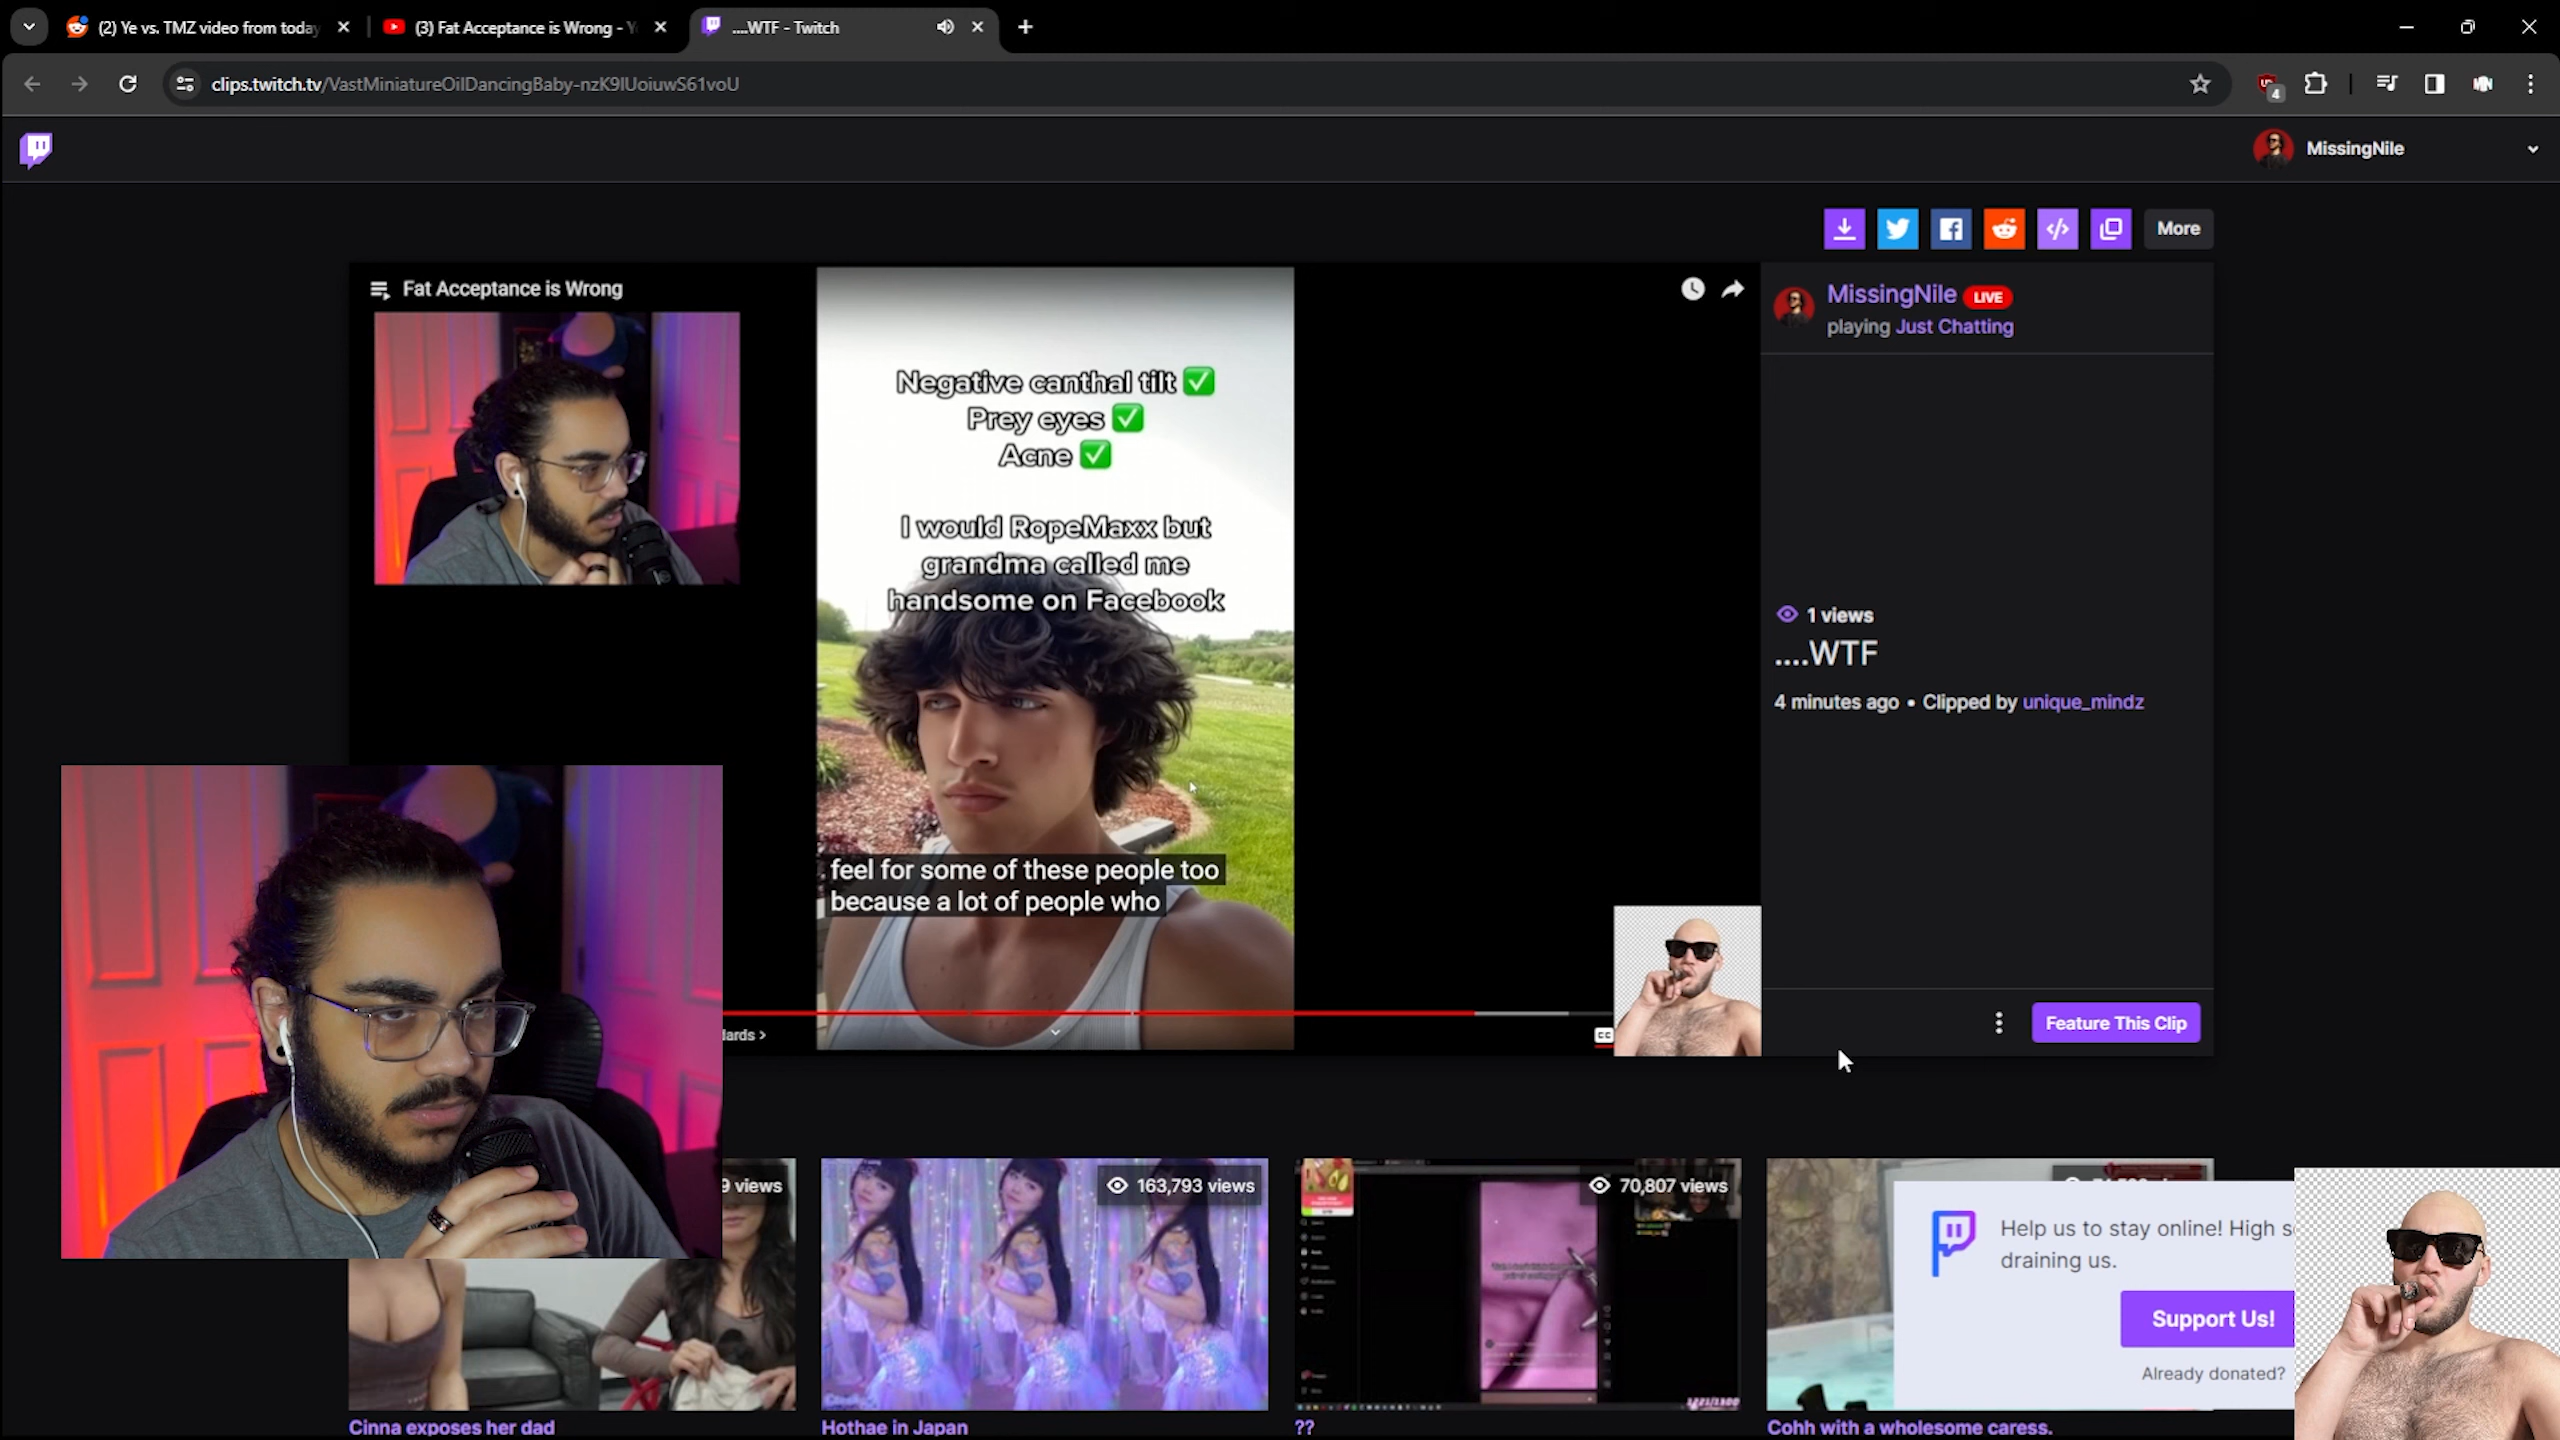 (2) Ye vs. TMZ video from today
(3) Fat Acceptance is Wrong - Y
....WTF - Twitch
clips.twitch.tv/VastMiniatureOilDancingBaby-nzK9lUoiuwS61voU
4
MissingNile
More
Fat Acceptance is Wrong
Negative canthal tilt ✅
Prey eyes ✅
Acne ✅
I would RopeMaxx but
grandma called me
handsome on Facebook
feel for some of these people too
because a lot of people who
dards >
CC
MissingNile LIVE
playing Just Chatting
1 views
....WTF
4 minutes ago • Clipped by unique_mindz
Feature This Clip
9 views
163,793 views
70,807 views
Cinna exposes her dad
Hothae in Japan
??
Cohh with a wholesome caress.
Help us to stay online! High s
draining us.
Support Us!
Already donated?